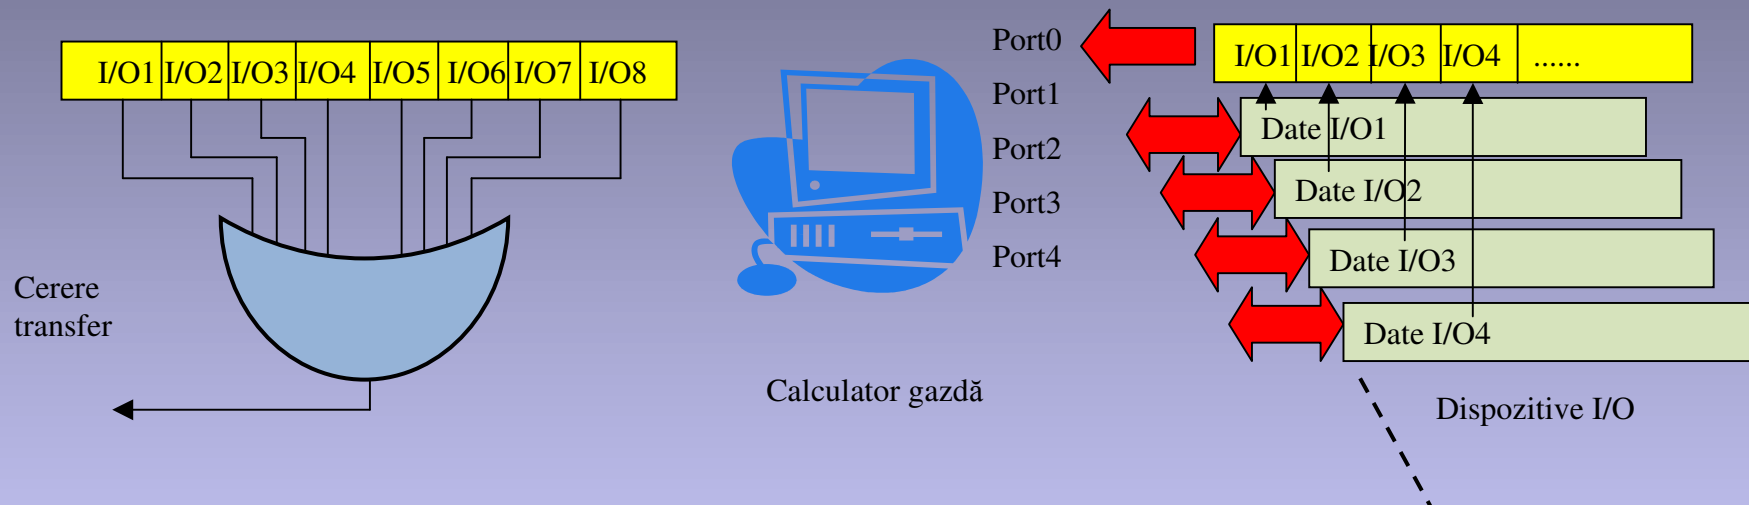 I/O1 I/O2 I/O3 I/O4 I/O5 I/O6 I/O7 I/O8
Cerere
transfer
Calculator gazdă
Port0
Port1
Port2
Port3
Port4
I/O1 I/O2 I/O3 I/O4 ......
Date I/O1
Date I/O2
Date I/O3
Date I/O4
Dispozitive I/O